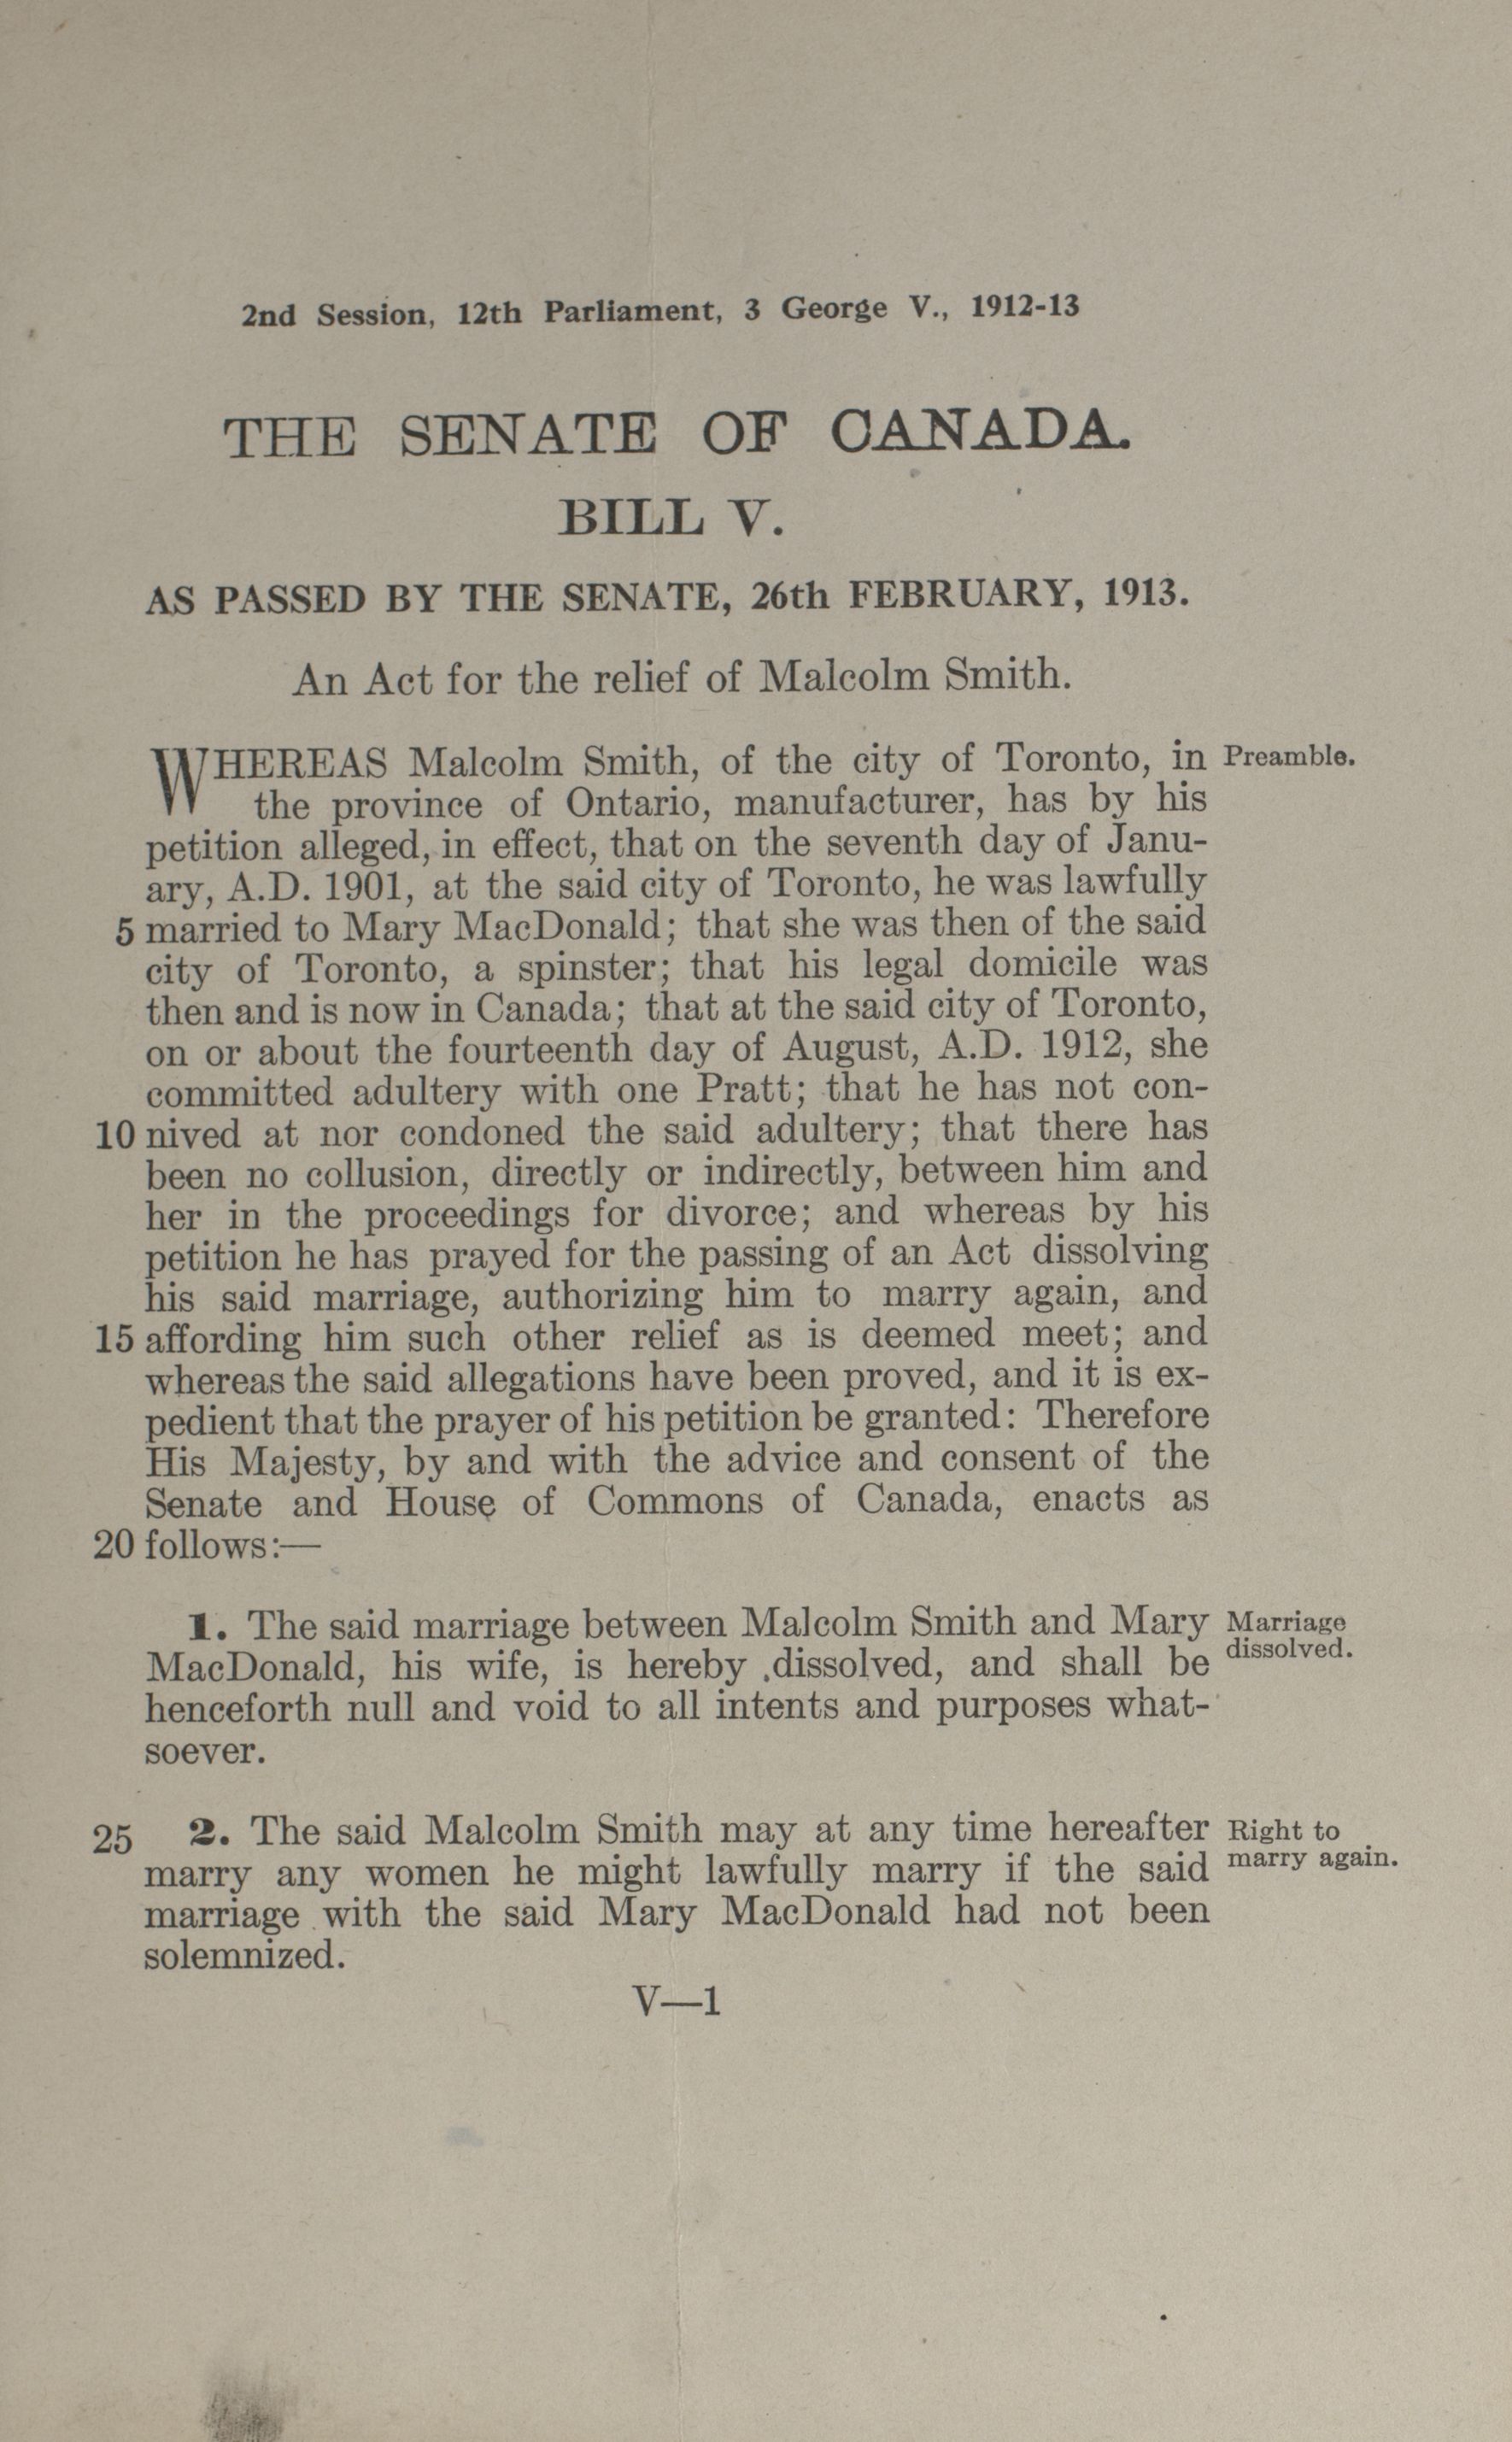 2nd Session, 12th Parliament, 3 George V., 1912-13
THE SENATE OF CANADA.
BILL V.
AS PASSED BY THE SENATE, 26th FEBRUARY, 1913.
An Act for the relief of Malcolm Smith.
WHEREAS Malcolm Smith, of the city of Toronto, in Preamble.
the province of Ontario, manufacturer, has by his
petition alleged, in effect, that on the seventh day of Janu-
ary, A.D. 1901, at the said city of Toronto, he was lawfully
5 married to Mary MacDonald; that she was then of the said
city of Toronto, a spinster; that his legal domicile was
then and is now in Canada; that at the said city of Toronto,
on or about the fourteenth day of August, A.D. 1912, she
committed adultery with one Pratt; that he has not con-
10 nived at nor condoned the said adultery; that there has
been no collusion, directly or indirectly, between him and
her in the proceedings for divorce; and whereas by his
petition he has prayed for the passing of an Act dissolving
his said marriage, authorizing him to marry again, and
15 affording him such other relief as is deemed meet; and
whereas the said allegations have been proved, and it is ex-
pedient that the prayer of his petition be granted: Therefore
His Majesty, by and with the advice and consent of the
Senate and House of Commons of Canada, enacts as
20 follows:—
1. The said marriage between Malcolm Smith and Mary Marriage
MacDonald, his wife, is hereby dissolved, and shall be dissolved.
henceforth null and void to all intents and purposes what-
soever.
25 2. The said Malcolm Smith may at any time hereafter Right to
marry any women he might lawfully marry if the said marry again.
marriage with the said Mary MacDonald had not been
solemnized.
V—1